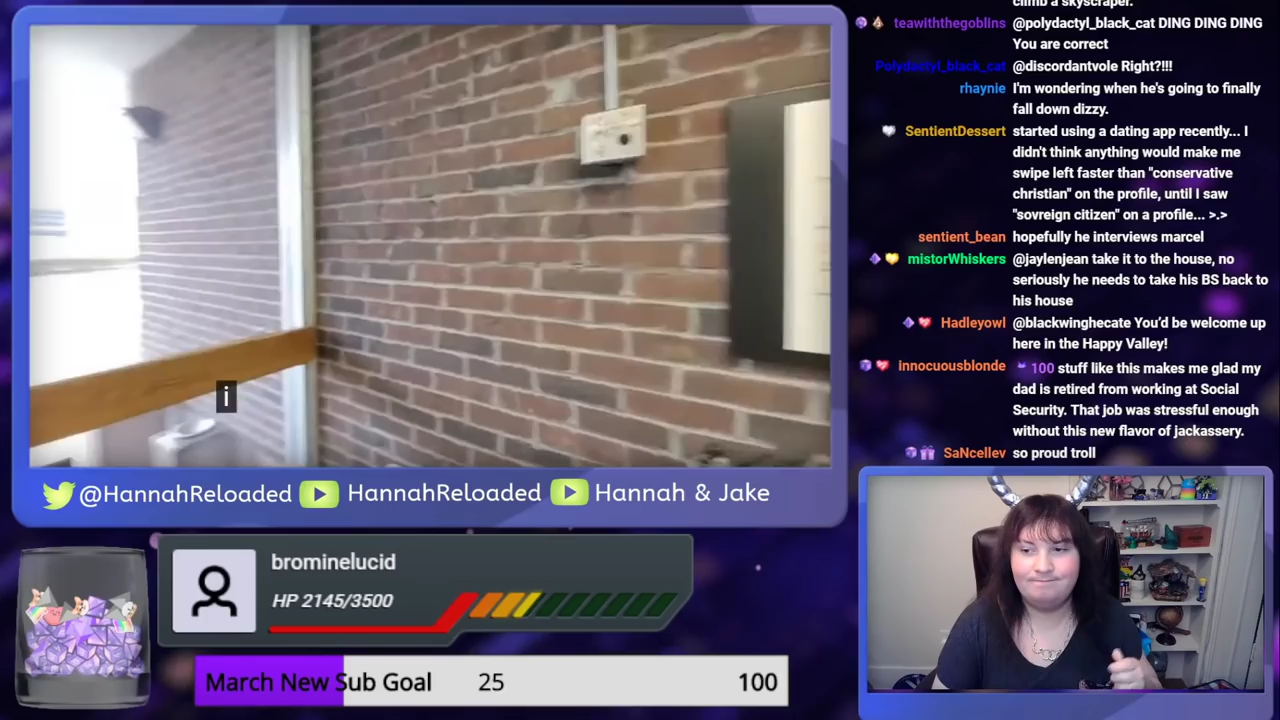 climb a skyscraper.
teawiththegoblins @polydactyl_black_cat DING DING DING
You are correct
Polydactyl_black_cat @discordantvole Right?!!!
rhaynie I'm wondering when he's going to finally
fall down dizzy.
SentientDessert started using a dating app recently... I
didn't think anything would make me
swipe left faster than "conservative
christian" on the profile, until I saw
"sovreign citizen" on a profile... >.>
sentient_bean hopefully he interviews marcel
mistorWhiskers @jaylenjean take it to the house, no
seriously he needs to take his BS back to
his house
Hadleyowl @blackwinghecate You'd be welcome up
here in the Happy Valley!
innocuousblonde 100 stuff like this makes me glad my
dad is retired from working at Social
Security. That job was stressful enough
without this new flavor of jackassery.
SaNcellev so proud troll
i
@HannahReloaded HannahReloaded Hannah & Jake
brominelucid
HP 2145/3500
March New Sub Goal 25 100